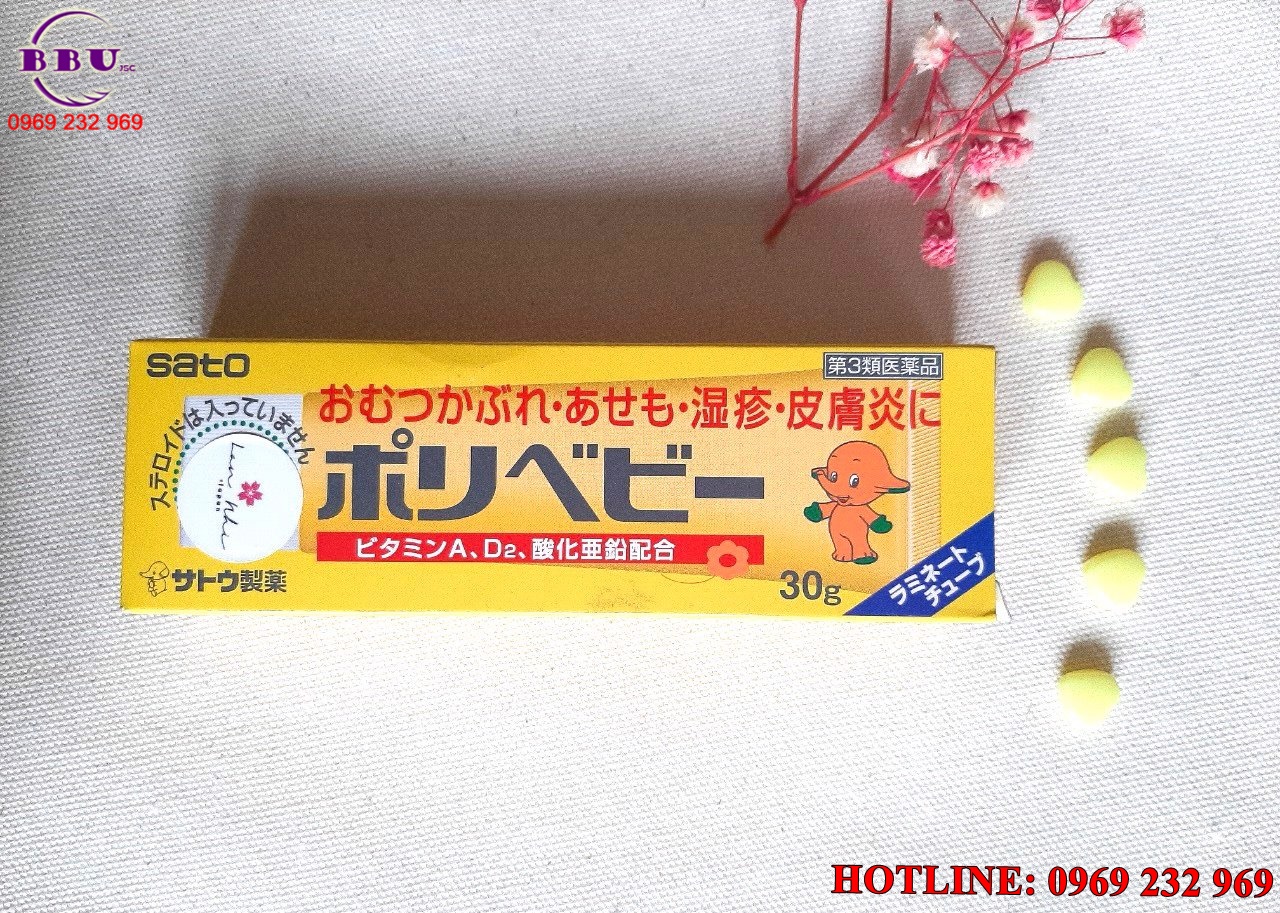 BBU JSC
0969 232 969
sato
第3類医薬品
おむつかぶれ・あせも・湿疹・皮膚炎に
ステロイドは入っていません
ポリベビー
ビタミンA、D2、酸化亜鉛配合
サトウ製薬
30g
ラミネート
チューブ
HOTLINE: 0969 232 969